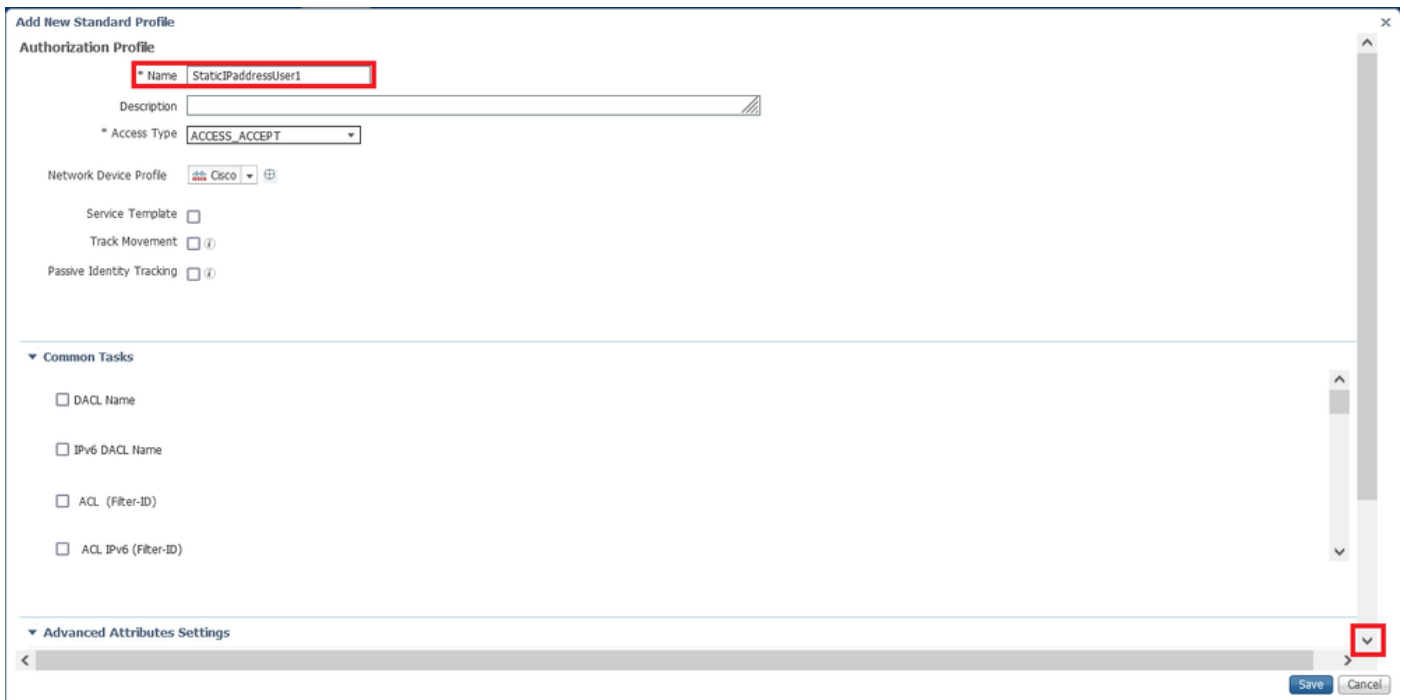 Add New Standard Profile
Authorization Profile
* Name StaticIPaddressUser1
Description
* Access Type ACCESS_ACCEPT
Network Device Profile Cisco
Service Template
Track Movement
Passive Identity Tracking
Common Tasks
DACL Name
IPv6 DACL Name
ACL (Filter-ID)
ACL IPv6 (Filter-ID)
Advanced Attributes Settings
Save Cancel